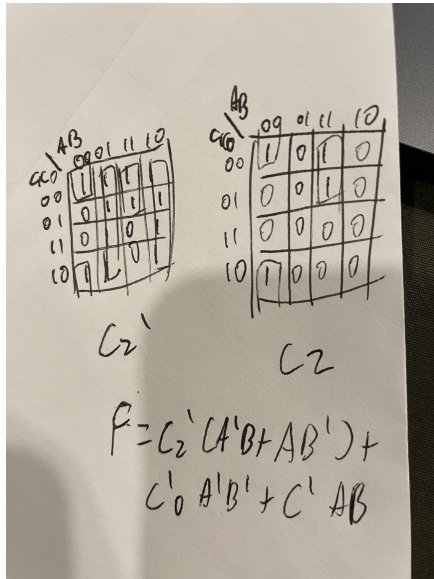 AB
00 01 11 10
C1C0
00 1 1 1 1
01 0 1 1 1
11 0 1 0 1
10 1 1 0 1
C2'
AB
00 01 11 10
C1C0
00 1 0 1 0
01 0 0 1 0
11 0 0 0 0
10 1 0 0 0
C2
F=C2'(A'B+AB')+
C'0 A'B'+C' AB